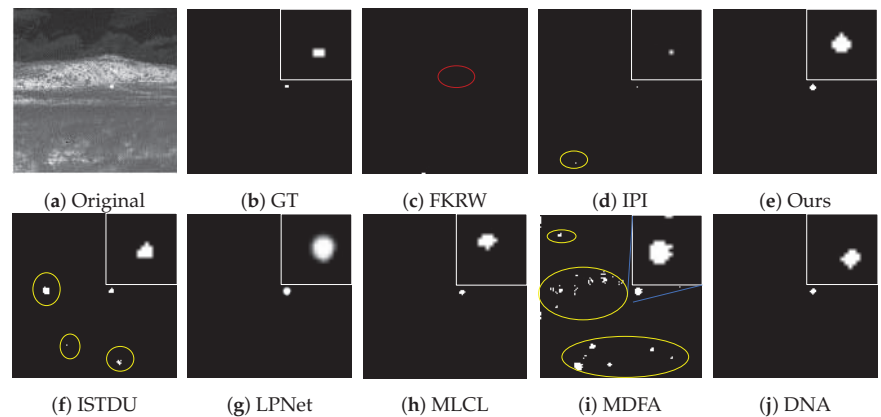 (a) Original
(b) GT
(c) FKRW
(d) IPI
(e) Ours
(f) ISTDU
(g) LPNet
(h) MLCL
(i) MDFA
(j) DNA